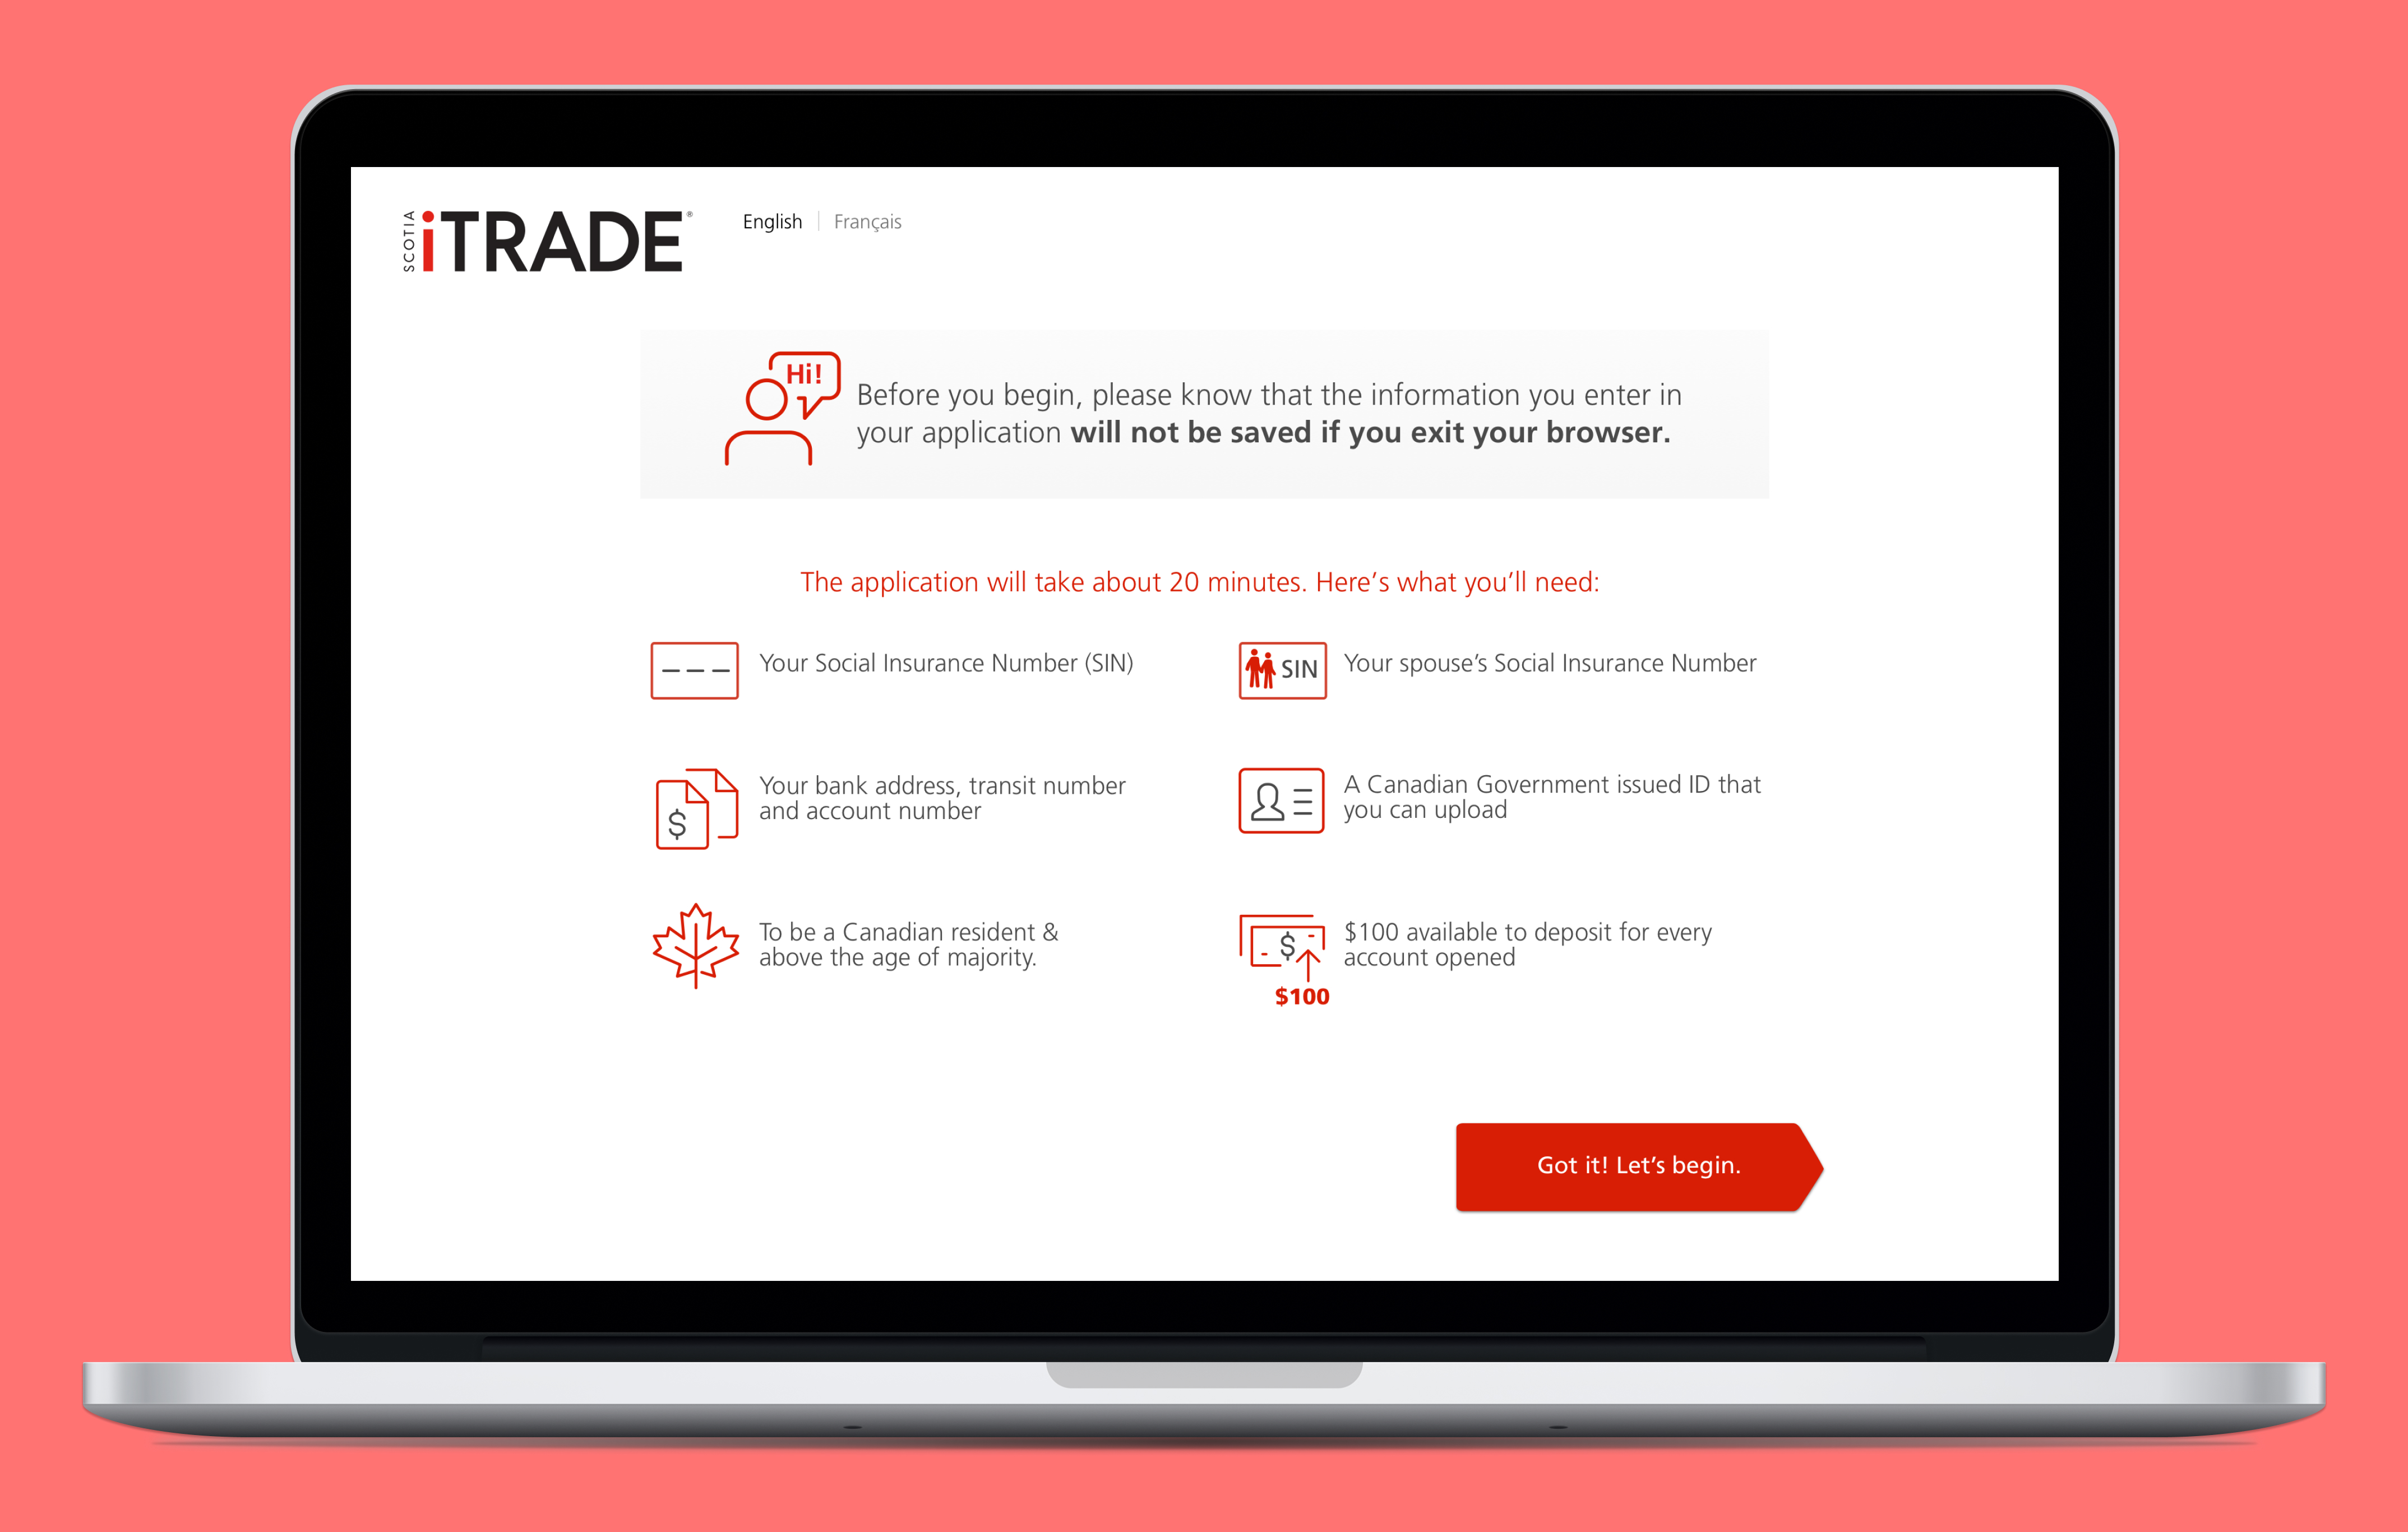 SCOTIA iTRADE®
English | Français
Hi!
Before you begin, please know that the information you enter in
your application will not be saved if you exit your browser.
The application will take about 20 minutes. Here's what you'll need:
Your Social Insurance Number (SIN)
SIN
Your spouse's Social Insurance Number
$
Your bank address, transit number
and account number
A Canadian Government issued ID that
you can upload
To be a Canadian resident &
above the age of majority.
$
$100
$100 available to deposit for every
account opened
Got it! Let's begin.